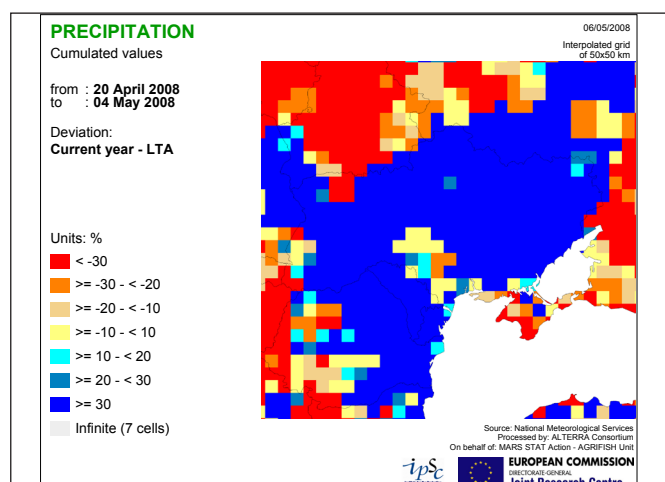 PRECIPITATION
Cumulated values
from : 20 April 2008
to : 04 May 2008
Deviation:
Current year - LTA
06/05/2008
Interpolated grid
of 50x50 km
Units: %
< -30
>= -30 - < -20
>= -20 - < -10
>= -10 - < 10
>= 10 - < 20
>= 20 - < 30
>= 30
Infinite (7 cells)
Source: National Meteorological Services
Processed by: ALTERRA Consortium
On behalf of: MARS STAT Action - AGRIFISH Unit
ipSc
EUROPEAN COMMISSION
DIRECTORATE-GENERAL
Joint Research Centre